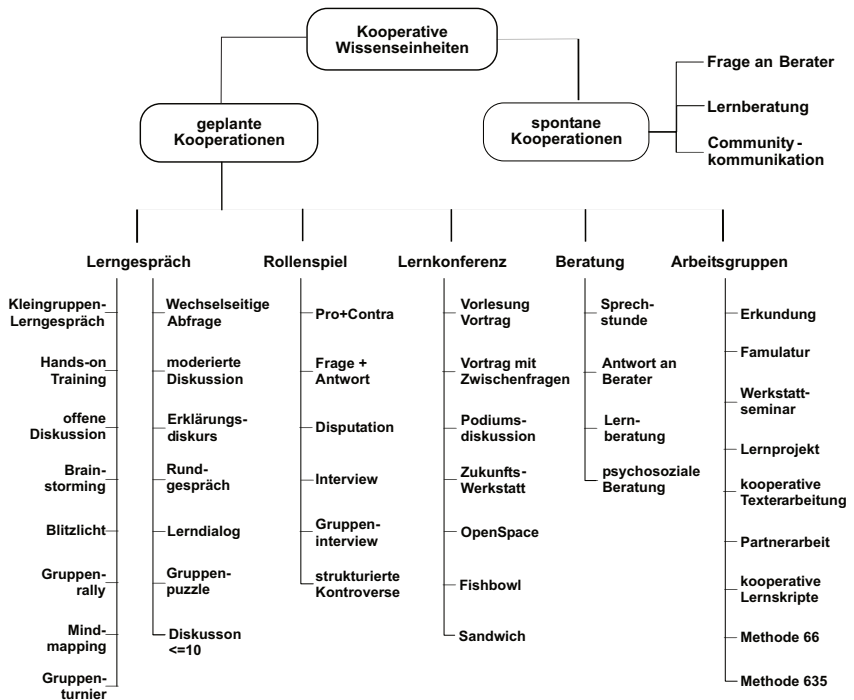 Kooperative
Wissenseinheiten
geplante
Kooperationen
spontane
Kooperationen
Frage an Berater
Lernberatung
Community-
kommunikation
Lerngespräch
Kleingruppen-
Lerngespräch
Hands-on
Training
offene
Diskussion
Brain-
storming
Blitzlicht
Gruppen-
rally
Mind-
mapping
Gruppen-
turnier
Wechselseitige
Abfrage
moderierte
Diskussion
Erklärungs-
diskurs
Rund-
gespräch
Lerndialog
Gruppen-
puzzle
Diskusson
<=10
Rollenspiel
Pro+Contra
Frage +
Antwort
Disputation
Interview
Gruppen-
interview
strukturierte
Kontroverse
Lernkonferenz
Vorlesung
Vortrag
Vortrag mit
Zwischenfragen
Podiums-
diskussion
Zukunfts-
Werkstatt
OpenSpace
Fishbowl
Sandwich
Beratung
Sprech-
stunde
Antwort an
Berater
Lern-
beratung
psychosoziale
Beratung
Arbeitsgruppen
Erkundung
Famulatur
Werkstatt-
seminar
Lernprojekt
kooperative
Texterarbeitung
Partnerarbeit
kooperative
Lernskripte
Methode 66
Methode 635